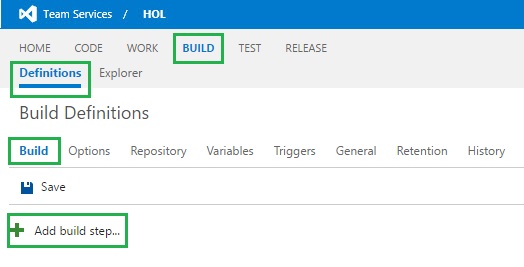 Team Services / HOL
HOME CODE WORK BUILD TEST RELEASE
Definitions Explorer
Build Definitions
Build Options Repository Variables Triggers General Retention History
Save
Add build step...